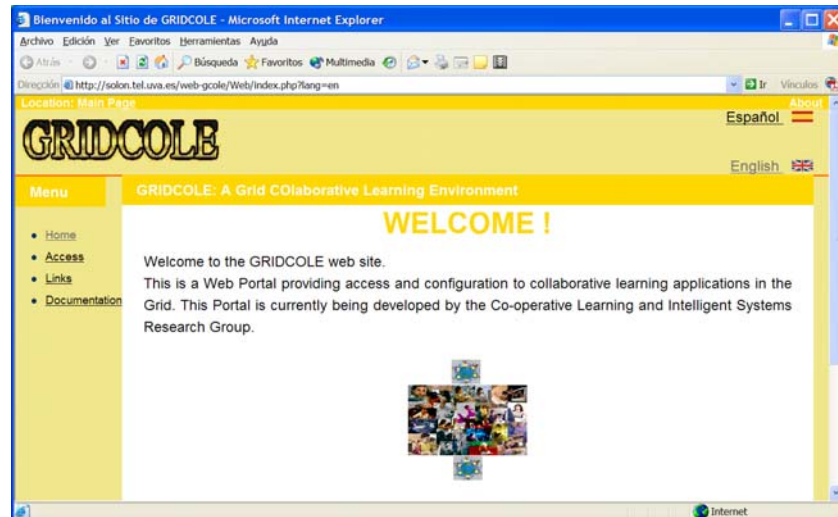 Bienvenido al Sitio de GRIDCOLE - Microsoft Internet Explorer
Archivo Edición Ver Favoritos Herramientas Ayuda
Atrás Búsqueda Favoritos Multimedia
Dirección http://solon.tel.uva.es/web-gcole/Web/index.php?lang=en Ir Vínculos
Location: Main Page About
Español
GRIDCOLE
English
Menu GRIDCOLE: A Grid COlaborative Learning Environment
WELCOME !
Home
Access
Links
Documentation
Welcome to the GRIDCOLE web site.
This is a Web Portal providing access and configuration to collaborative learning applications in the
Grid. This Portal is currently being developed by the Co-operative Learning and Intelligent Systems
Research Group.
Internet